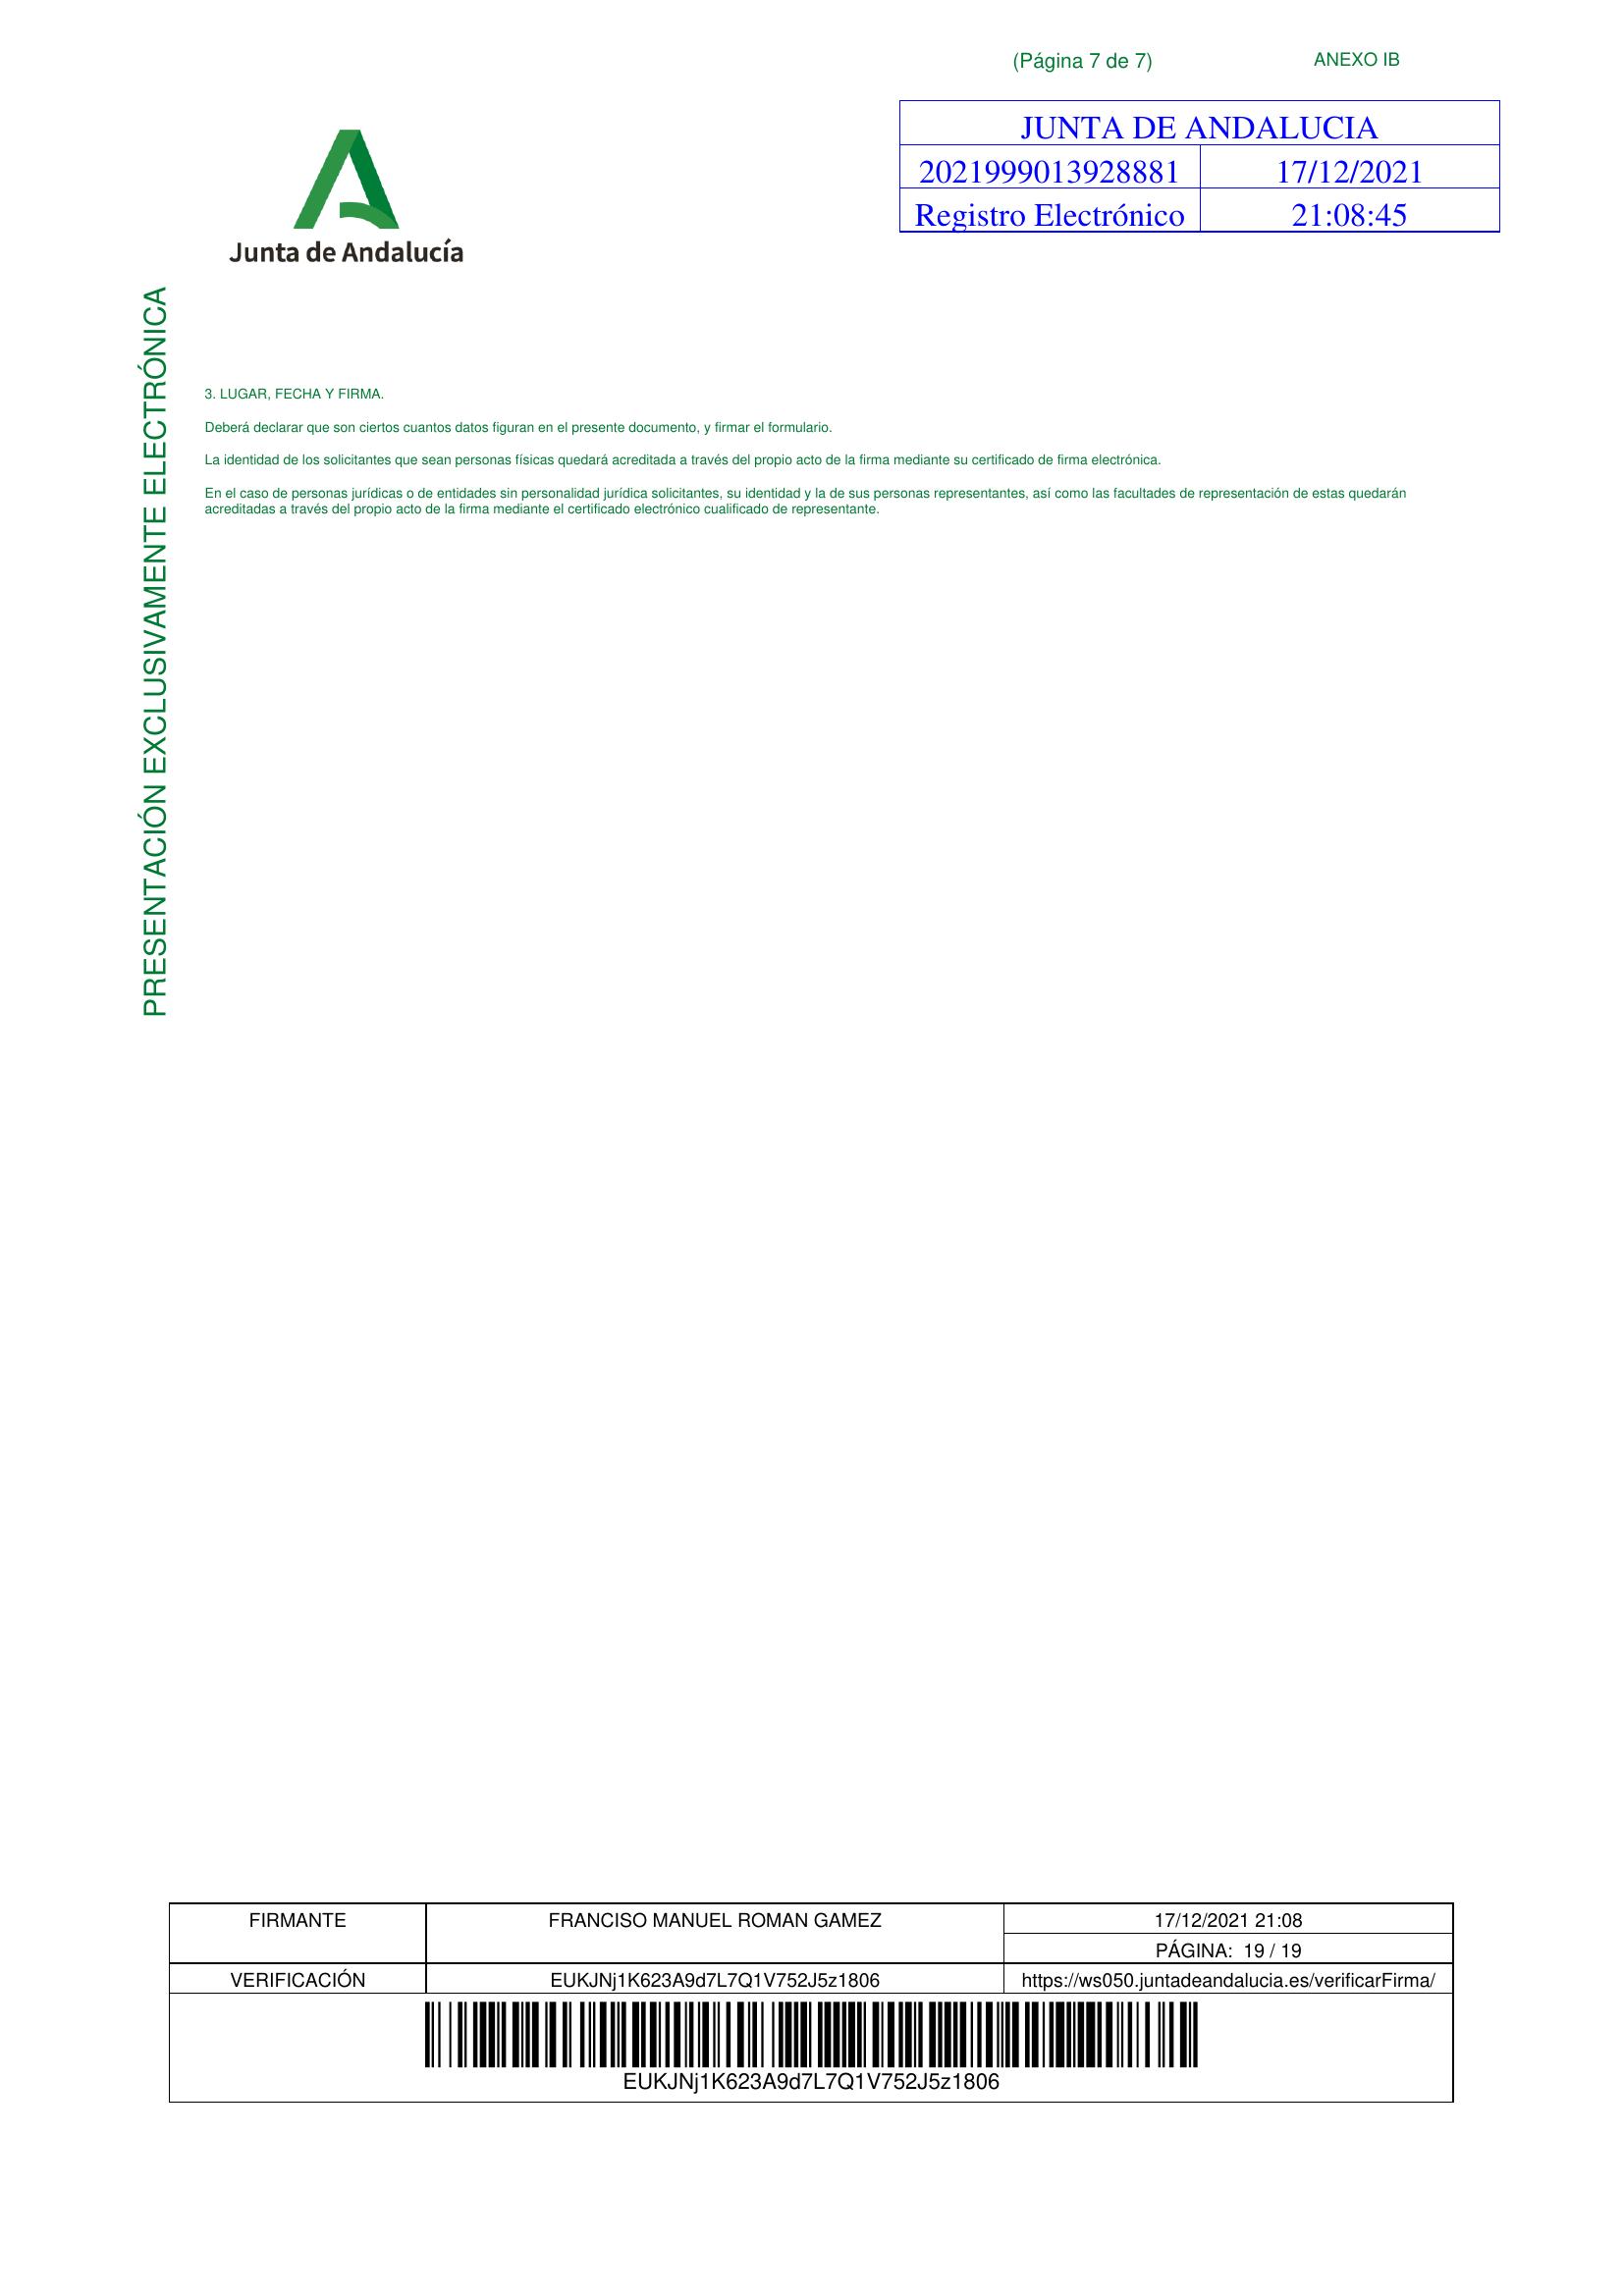 (Página 7 de 7)
ANEXO IB
JUNTA DE ANDALUCIA
2021999013928881
17/12/2021
Registro Electrónico
21:08:45
Junta de Andalucía
PRESENTACIÓN EXCLUSIVAMENTE ELECTRÓNICA
3. LUGAR, FECHA Y FIRMA.
Deberá declarar que son ciertos cuantos datos figuran en el presente documento, y firmar el formulario.
La identidad de los solicitantes que sean personas físicas quedará acreditada a través del propio acto de la firma mediante su certificado de firma electrónica.
En el caso de personas jurídicas o de entidades sin personalidad jurídica solicitantes, su identidad y la de sus personas representantes, así como las facultades de representación de estas quedarán
acreditadas a través del propio acto de la firma mediante el certificado electrónico cualificado de representante.
FIRMANTE
FRANCISO MANUEL ROMAN GAMEZ
17/12/2021 21:08
PÁGINA: 19 / 19
VERIFICACIÓN
EUKJNj1K623A9d7L7Q1V752J5z1806
https://ws050.juntadeandalucia.es/verificarFirma/
EUKJNj1K623A9d7L7Q1V752J5z1806